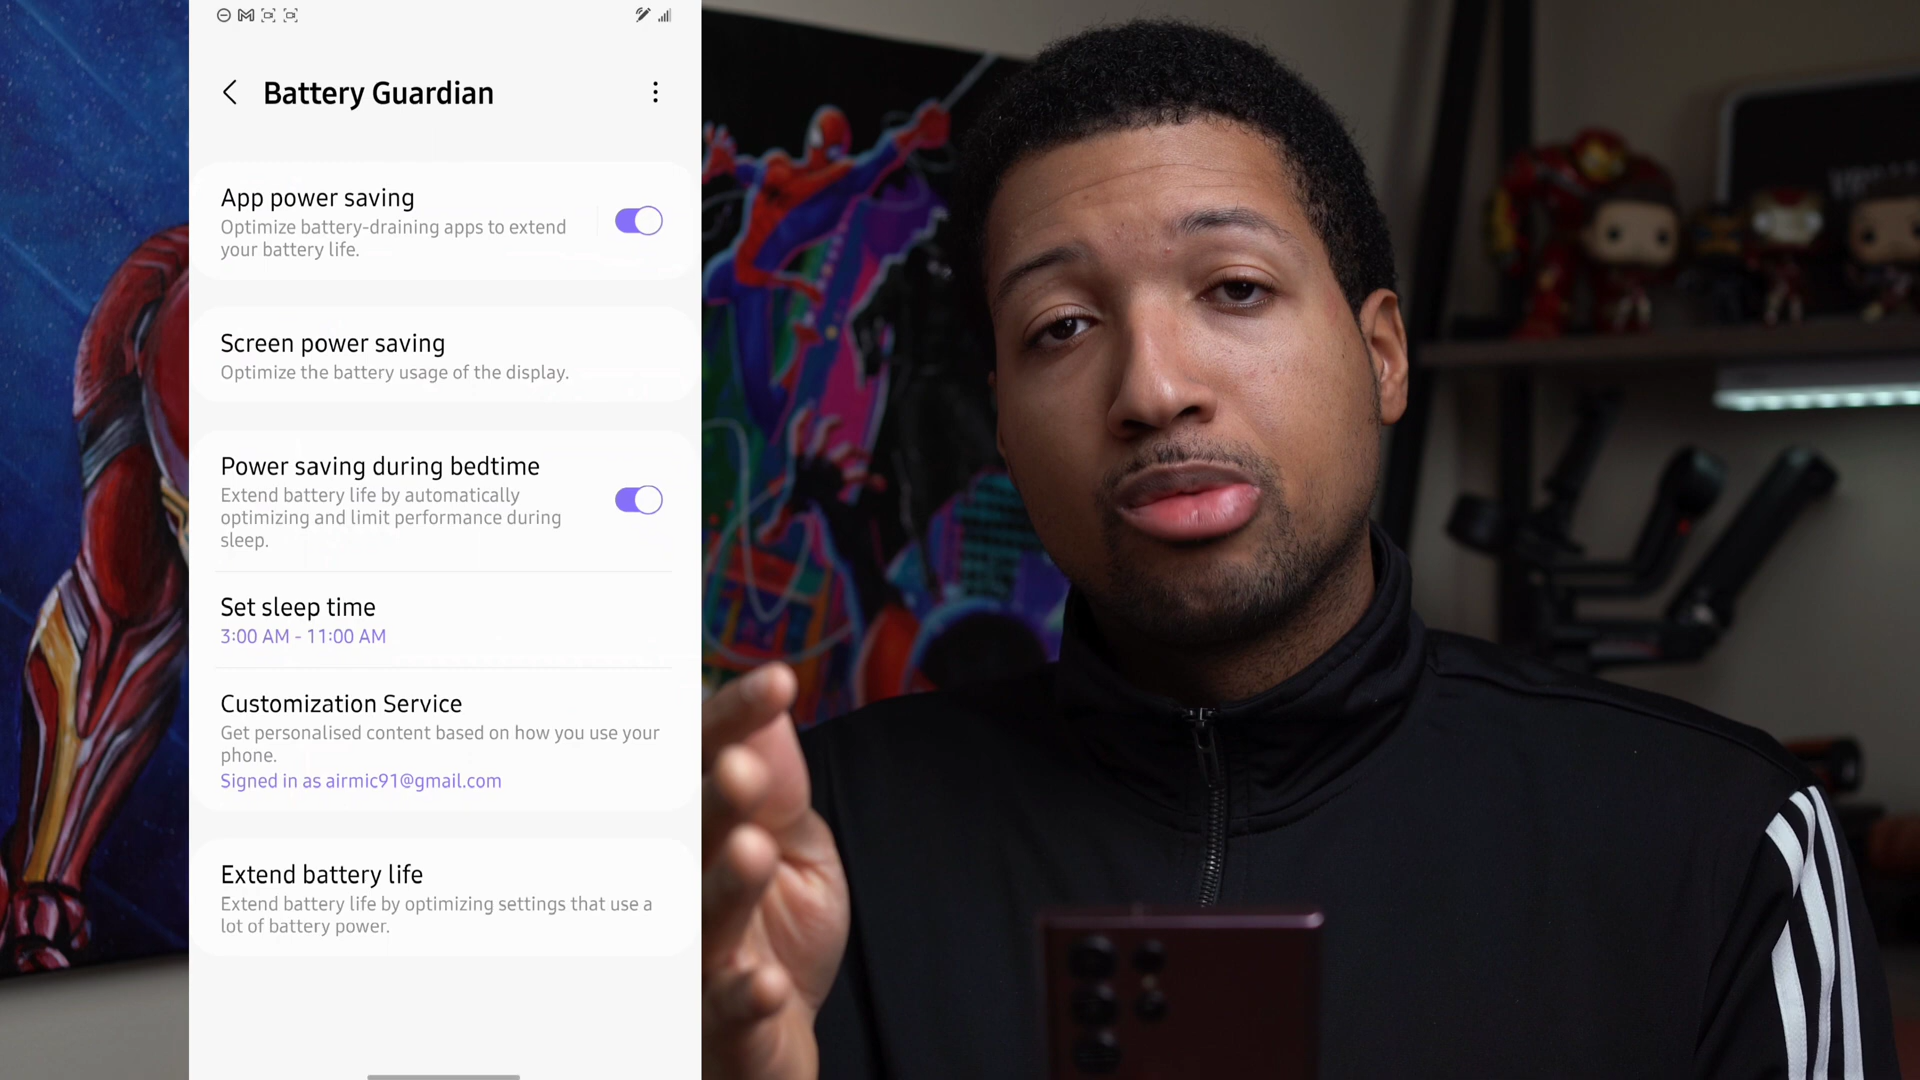 Battery Guardian
App power saving
Optimize battery-draining apps to extend
your battery life.
Screen power saving
Optimize the battery usage of the display.
Power saving during bedtime
Extend battery life by automatically
optimizing and limit performance during
sleep.
Set sleep time
3:00 AM - 11:00 AM
Customization Service
Get personalised content based on how you use your
phone.
Signed in as airmic91@gmail.com
Extend battery life
Extend battery life by optimizing settings that use a
lot of battery power.